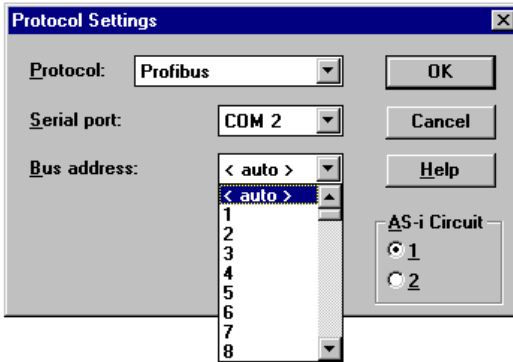 Protocol Settings
Protocol: Profibus
OK
Serial port: COM 2
Cancel
Bus address: < auto >
Help
< auto >
1
2
3
4
5
6
7
8
AS-i Circuit
1
2